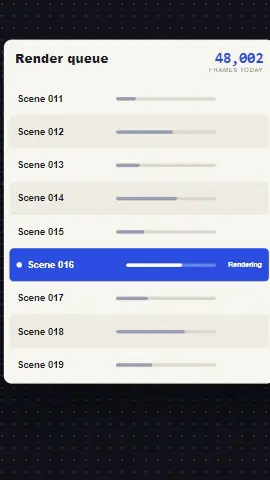 Render queue
48,002
FRAMES TODAY
Scene 011
Scene 012
Scene 013
Scene 014
Scene 015
Scene 016 Rendering
Scene 017
Scene 018
Scene 019